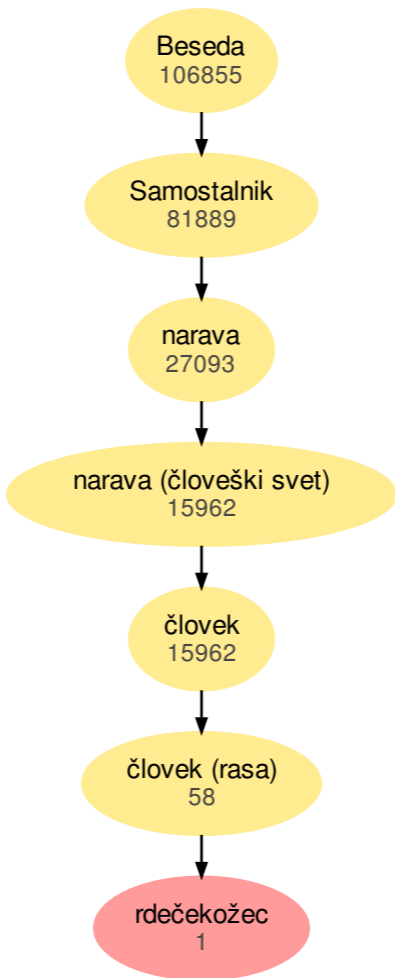 Beseda
106855
Samostalnik
81889
narava
27093
narava (človeški svet)
15962
človek
15962
človek (rasa)
58
rdečekožec
1